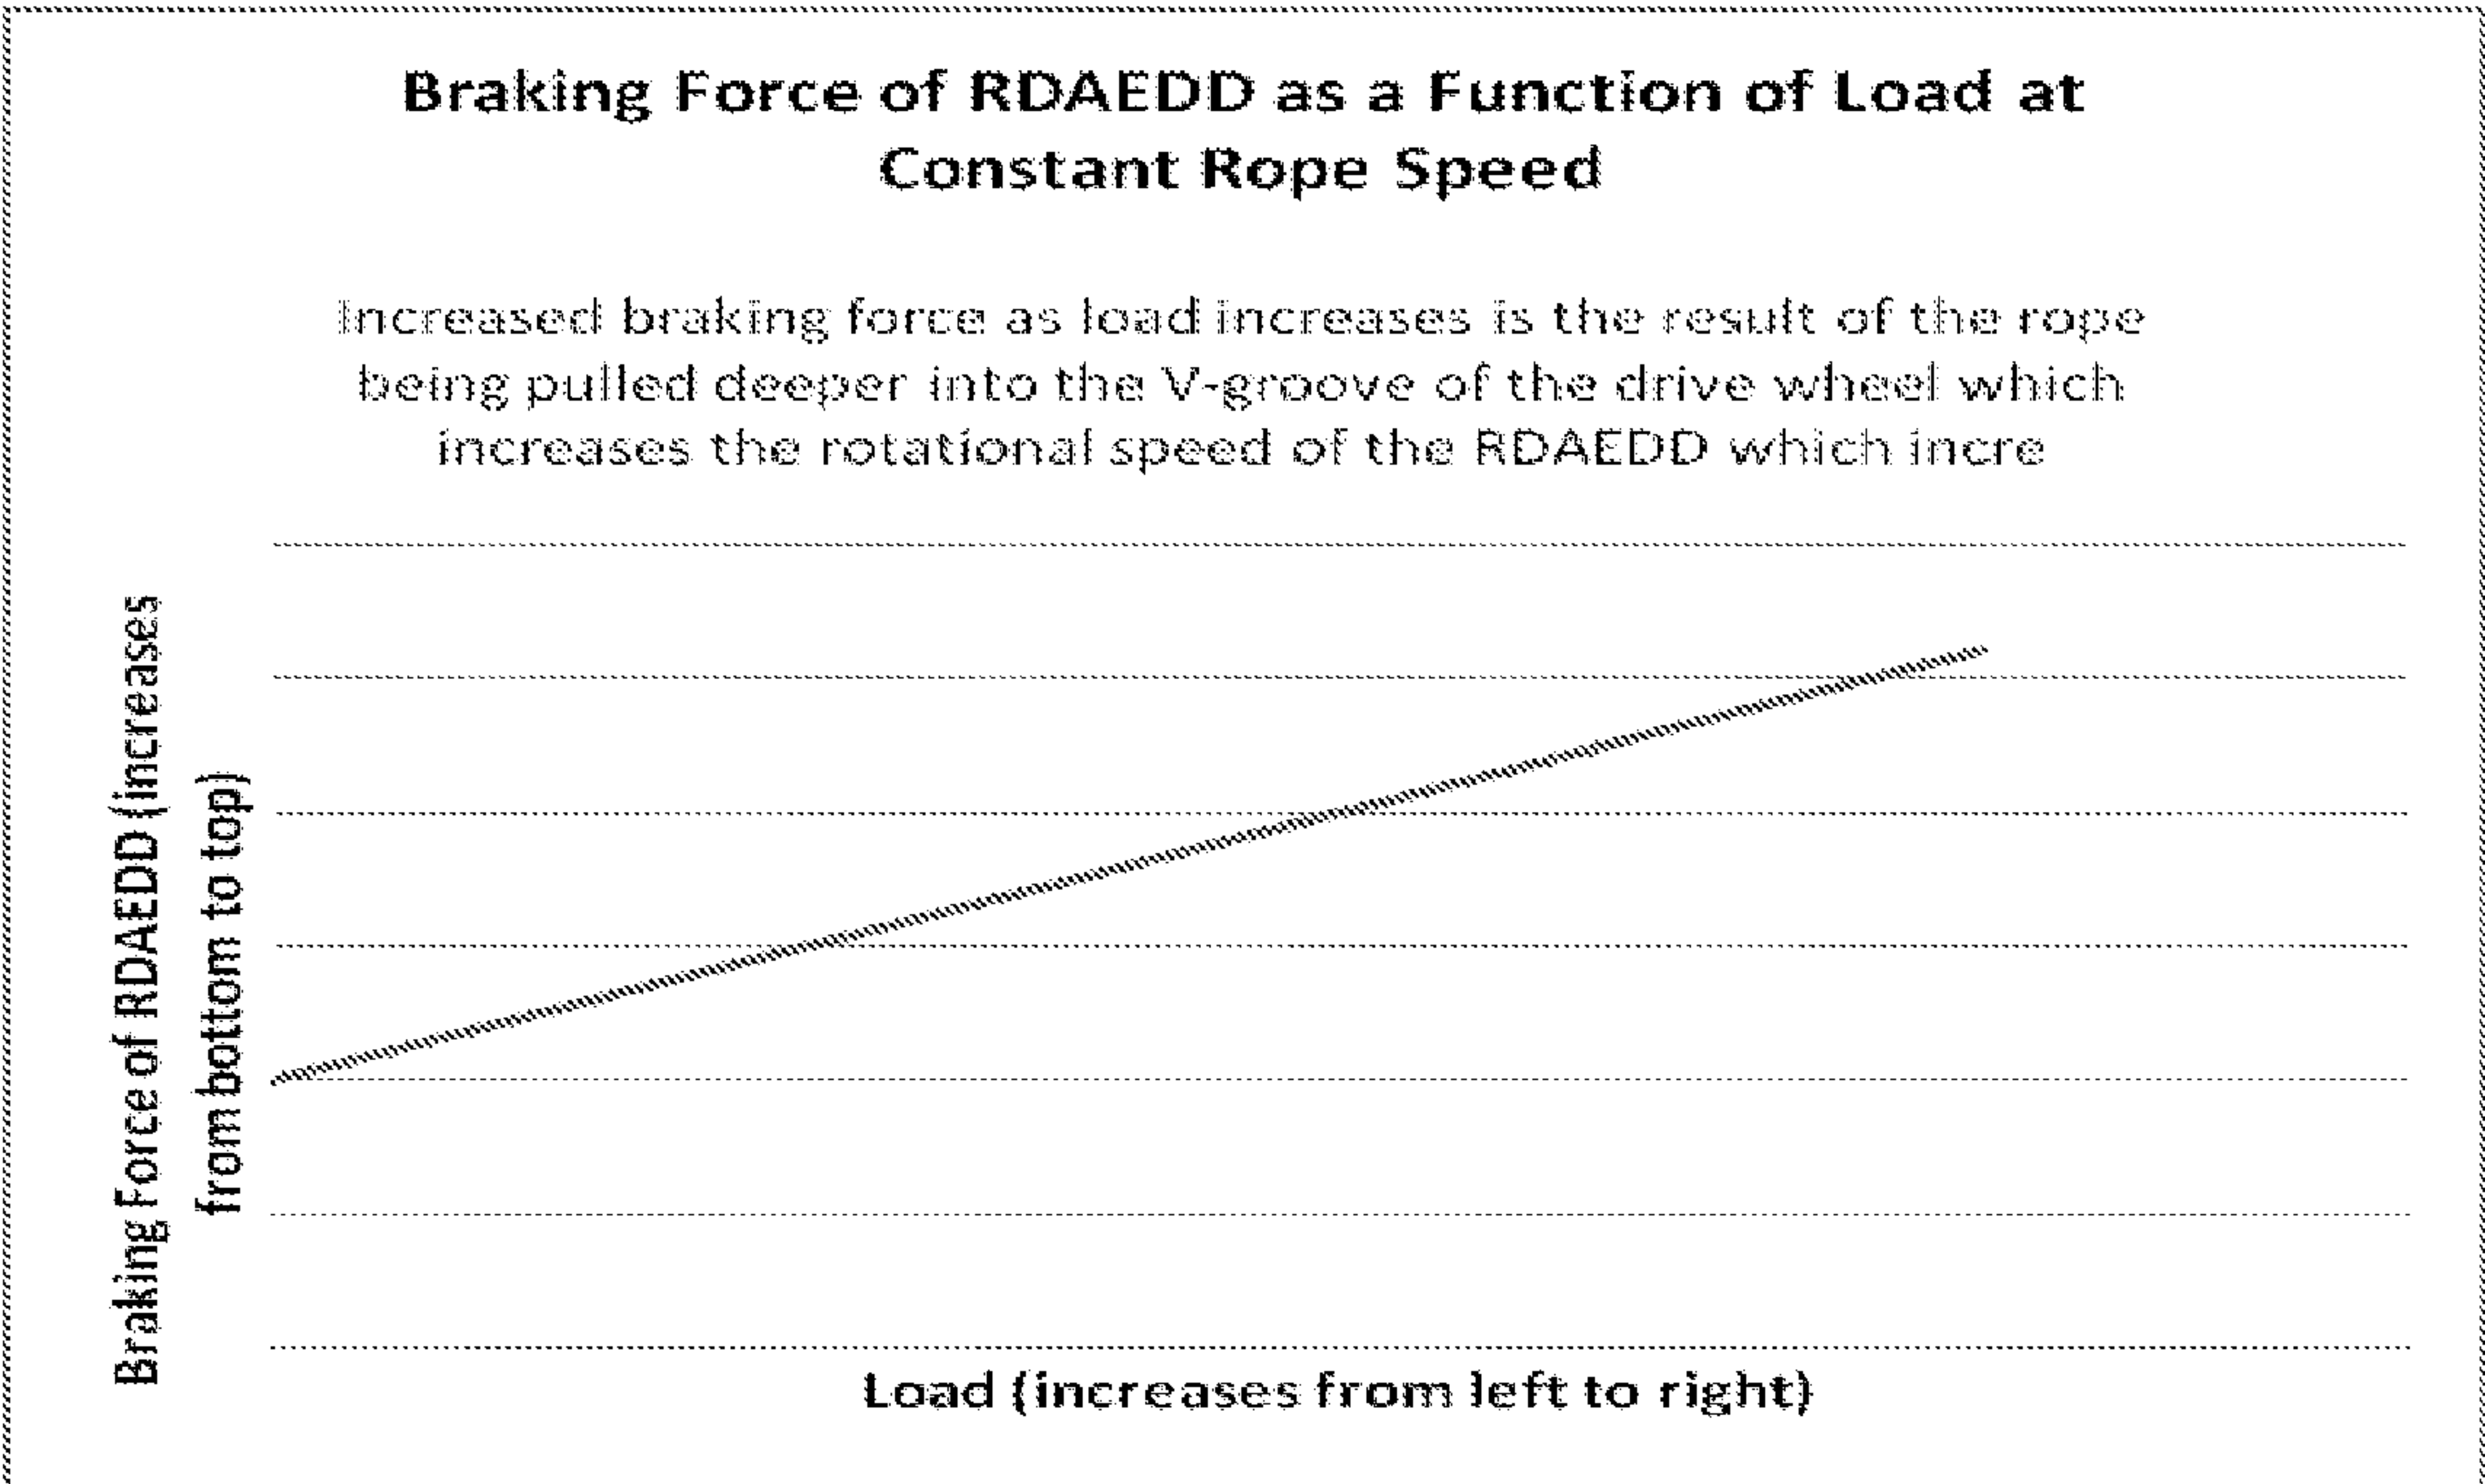 Braking Force of RDAEDD as a Function of Load at
Constant Rope Speed
Increased braking force as load increases is the result of the rope
being pulled deeper into the V-groove of the drive wheel which
increases the rotational speed of the RDAEDD which incre
Braking Force of RDAEDD (increases
from bottom to top)
Load (increases from left to right)